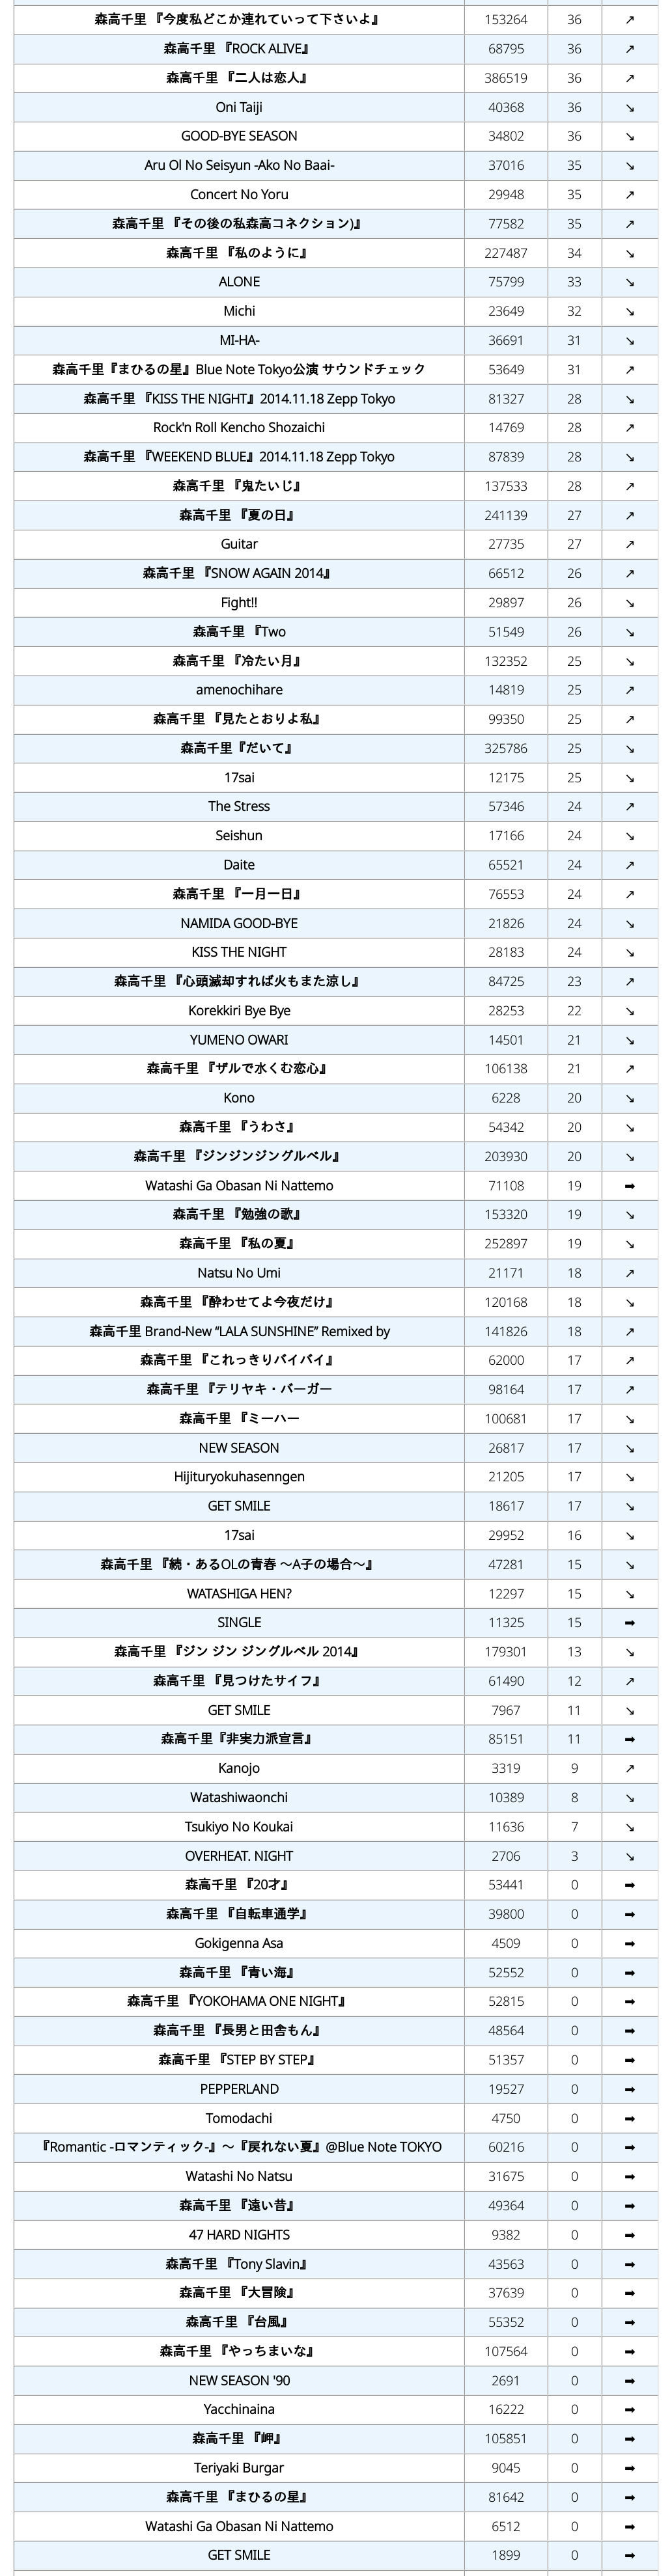 森高千里 『今度私どこか連れていって下さいよ』 153264 36 ↗
森高千里 『ROCK ALIVE』 68795 36 ↗
森高千里 『二人は恋人』 386519 36 ↗
Oni Taiji 40368 36 ↘
GOOD-BYE SEASON 34802 36 ↘
Aru Ol No Seisyun -Ako No Baai- 37016 35 ↘
Concert No Yoru 29948 35 ↗
森高千里 『その後の私森高コネクション)』 77582 35 ↗
森高千里 『私のように』 227487 34 ↘
ALONE 75799 33 ↘
Michi 23649 32 ↘
MI-HA- 36691 31 ↘
森高千里『まひるの星』Blue Note Tokyo公演 サウンドチェック 53649 31 ↗
森高千里 『KISS THE NIGHT』2014.11.18 Zepp Tokyo 81327 28 ↘
Rock'n Roll Kencho Shozaichi 14769 28 ↗
森高千里 『WEEKEND BLUE』2014.11.18 Zepp Tokyo 87839 28 ↘
森高千里 『鬼たいじ』 137533 28 ↗
森高千里 『夏の日』 241139 27 ↗
Guitar 27735 27 ↗
森高千里 『SNOW AGAIN 2014』 66512 26 ↗
Fight!! 29897 26 ↘
森高千里 『Two 51549 26 ↘
森高千里 『冷たい月』 132352 25 ↘
amenochihare 14819 25 ↗
森高千里 『見たとおりよ私』 99350 25 ↗
森高千里『だいて』 325786 25 ↘
17sai 12175 25 ↘
The Stress 57346 24 ↗
Seishun 17166 24 ↘
Daite 65521 24 ↗
森高千里 『一月一日』 76553 24 ↗
NAMIDA GOOD-BYE 21826 24 ↘
KISS THE NIGHT 28183 24 ↘
森高千里 『心頭滅却すれば火もまた涼し』 84725 23 ↗
Korekkiri Bye Bye 28253 22 ↘
YUMENO OWARI 14501 21 ↘
森高千里 『ザルで水くむ恋心』 106138 21 ↗
Kono 6228 20 ↘
森高千里 『うわさ』 54342 20 ↘
森高千里 『ジンジンジングルベル』 203930 20 ↘
Watashi Ga Obasan Ni Nattemo 71108 19 ➡
森高千里 『勉強の歌』 153320 19 ↘
森高千里 『私の夏』 252897 19 ↘
Natsu No Umi 21171 18 ↗
森高千里 『酔わせてよ今夜だけ』 120168 18 ↘
森高千里 Brand-New “LALA SUNSHINE” Remixed by 141826 18 ↗
森高千里 『これっきりバイバイ』 62000 17 ↗
森高千里 『テリヤキ・バーガー 98164 17 ↗
森高千里 『ミーハー 100681 17 ↘
NEW SEASON 26817 17 ↘
Hijituryokuhasenngen 21205 17 ↘
GET SMILE 18617 17 ↘
17sai 29952 16 ↘
森高千里 『続・あるOLの青春 ～A子の場合～』 47281 15 ↘
WATASHIGA HEN? 12297 15 ↘
SINGLE 11325 15 ➡
森高千里 『ジン ジン ジングルベル 2014』 179301 13 ↘
森高千里 『見つけたサイフ』 61490 12 ↗
GET SMILE 7967 11 ↘
森高千里『非実力派宣言』 85151 11 ➡
Kanojo 3319 9 ↗
Watashiwaonchi 10389 8 ↘
Tsukiyo No Koukai 11636 7 ↘
OVERHEAT. NIGHT 2706 3 ↘
森高千里 『20才』 53441 0 ➡
森高千里 『自転車通学』 39800 0 ➡
Gokigenna Asa 4509 0 ➡
森高千里 『青い海』 52552 0 ➡
森高千里 『YOKOHAMA ONE NIGHT』 52815 0 ➡
森高千里 『長男と田舎もん』 48564 0 ➡
森高千里 『STEP BY STEP』 51357 0 ➡
PEPPERLAND 19527 0 ➡
Tomodachi 4750 0 ➡
『Romantic -ロマンティック-』～『戻れない夏』@Blue Note TOKYO 60216 0 ➡
Watashi No Natsu 31675 0 ➡
森高千里 『遠い昔』 49364 0 ➡
47 HARD NIGHTS 9382 0 ➡
森高千里 『Tony Slavin』 43563 0 ➡
森高千里 『大冒険』 37639 0 ➡
森高千里 『台風』 55352 0 ➡
森高千里 『やっちまいな』 107564 0 ➡
NEW SEASON '90 2691 0 ➡
Yacchinaina 16222 0 ➡
森高千里 『岬』 105851 0 ➡
Teriyaki Burgar 9045 0 ➡
森高千里 『まひるの星』 81642 0 ➡
Watashi Ga Obasan Ni Nattemo 6512 0 ➡
GET SMILE 1899 0 ➡